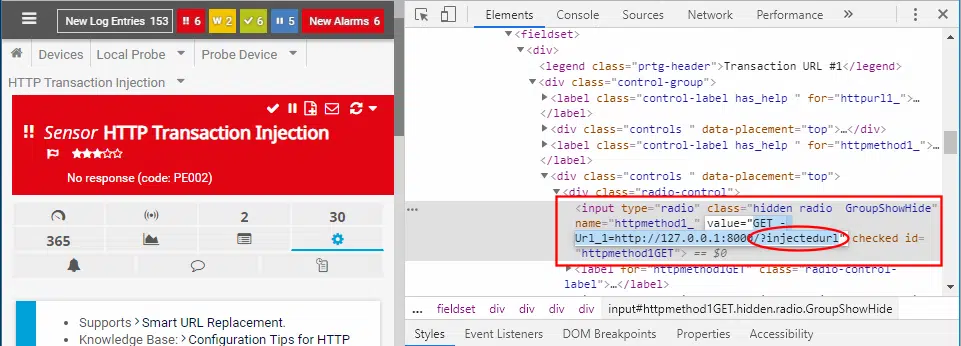 New Log Entries 153
!! 6
W 2
✓ 6
5
New Alarms 6
Devices
Local Probe
Probe Device
HTTP Transaction Injection
!! Sensor HTTP Transaction Injection
No response (code: PE002)
2
30
365
Supports > Smart URL Replacement.
Knowledge Base: > Configuration Tips for HTTP
Elements
Console
Sources
Network
Performance
»
▼<fieldset>
▼<div>
<legend class="prtg-header">Transaction URL #1</legend>
▼<div class="control-group">
▶<label class="control-label has_help " for="httpurl1_">…
</label>
▶<div class="controls " data-placement="top">…</div>
▶<label class="control-label has_help " for="httpmethod1_">…
</label>
▼<div class="controls " data-placement="top">
▼<div class="radio-control">
…
<input type="radio" class="hidden radio  GroupShowHide"
name="httpmethod1_" value="GET -
Url_1=http://127.0.0.1:8000/?injectedurl" checked id=
"httpmethod1GET"> == $0
▶<label for="httpmethod1GET" class="radio-control-
label">…</label>
... fieldset div div div div input#httpmethod1GET.hidden.radio.GroupShowHide
Styles
Event Listeners
DOM Breakpoints
Properties
Accessibility